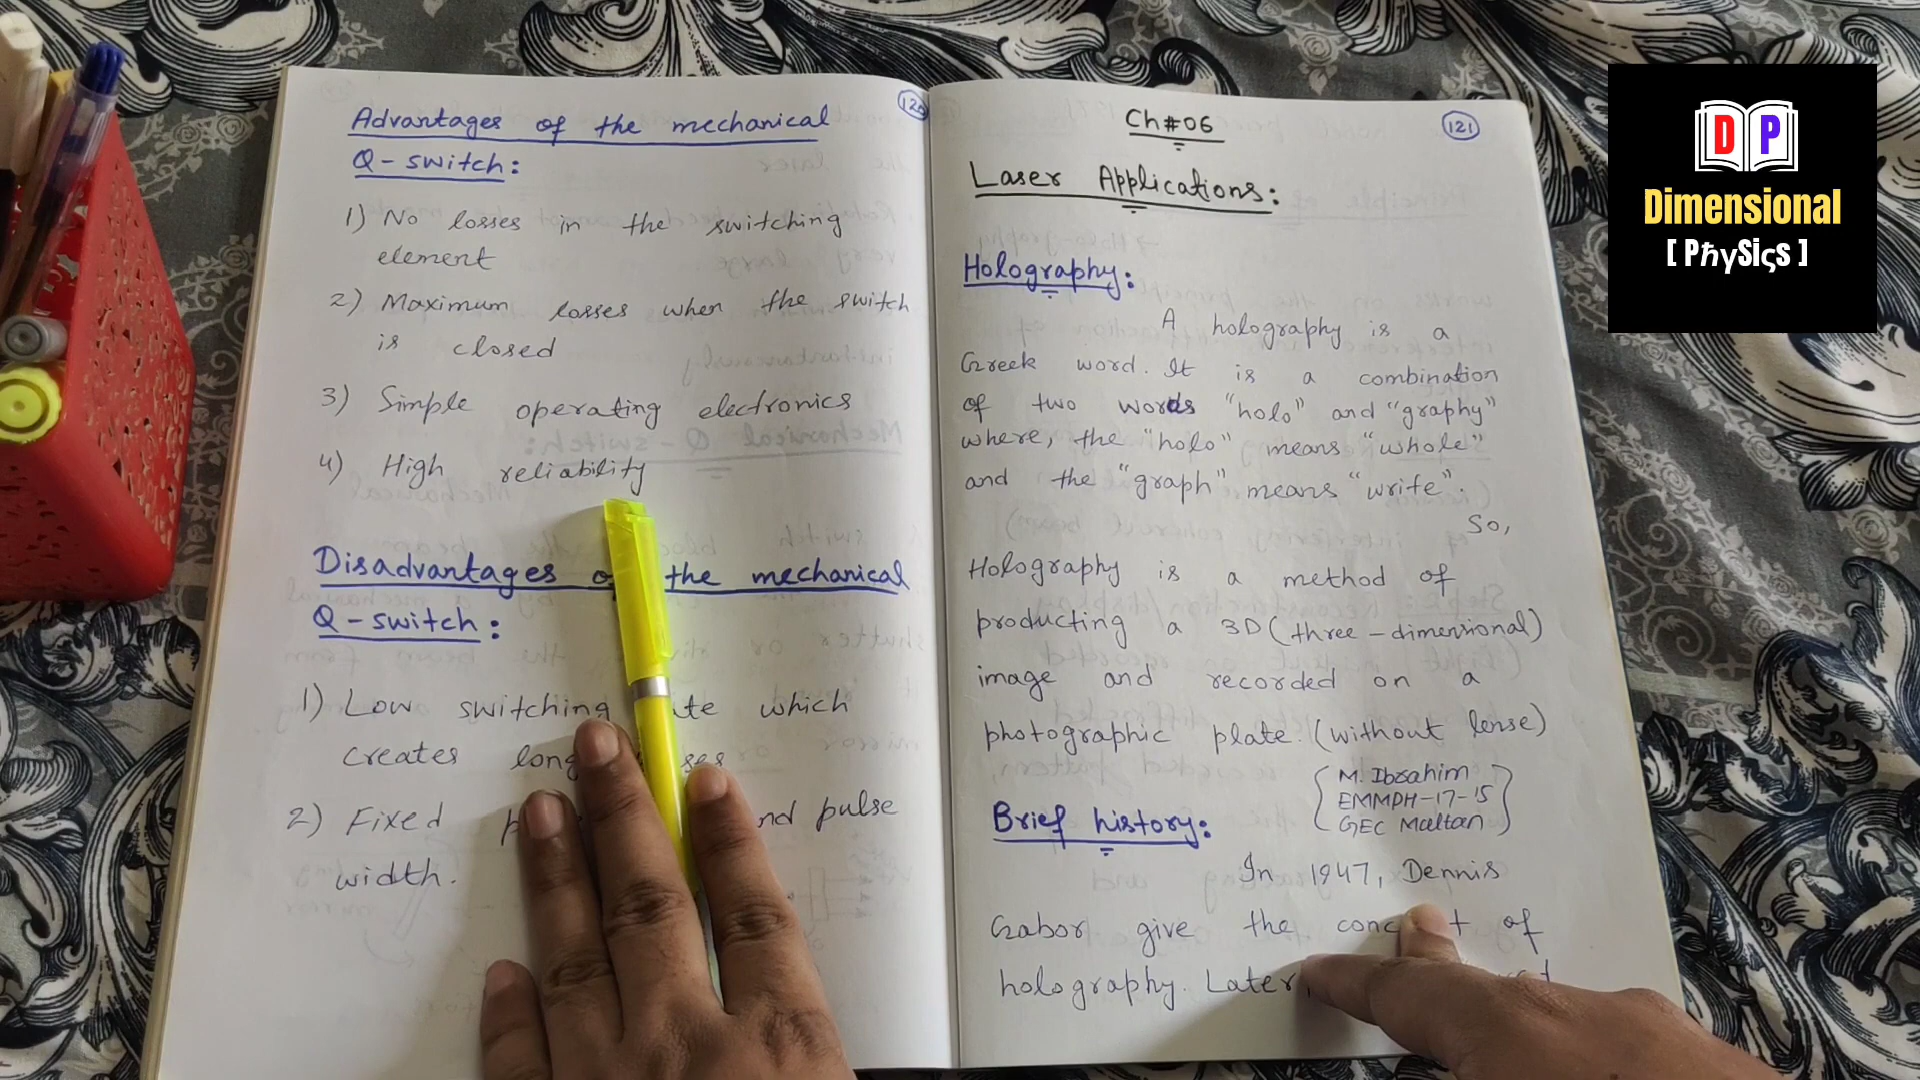 Advantages of the mechanical
Q-switch:
1) No losses in the switching
element
2) Maximum losses when the switch
is closed
3) Simple operating electronics
4) High reliability
Disadvantages the mechanical
Q-switch:
1) Low switching which
creates long
2) Fixed pulse
width.
120
121
Ch#06
Laser Applications:
Holography:
A holography is a
Greek word. It is a combination
of two words "holo" and "graphy"
where, the "holo" means "whole"
and the "graph" means "write".
So,
Holography is a method of
producting a 3D (three-dimensional)
image and recorded on a
photographic plate. (without lense)
M. Ibrahim
EMMPH-17-15
GEC Multan
Brief history:
In 1947, Dennis
Gabor give the of
holography. Later,
DP
Dimensional
[PℏγSiςs]